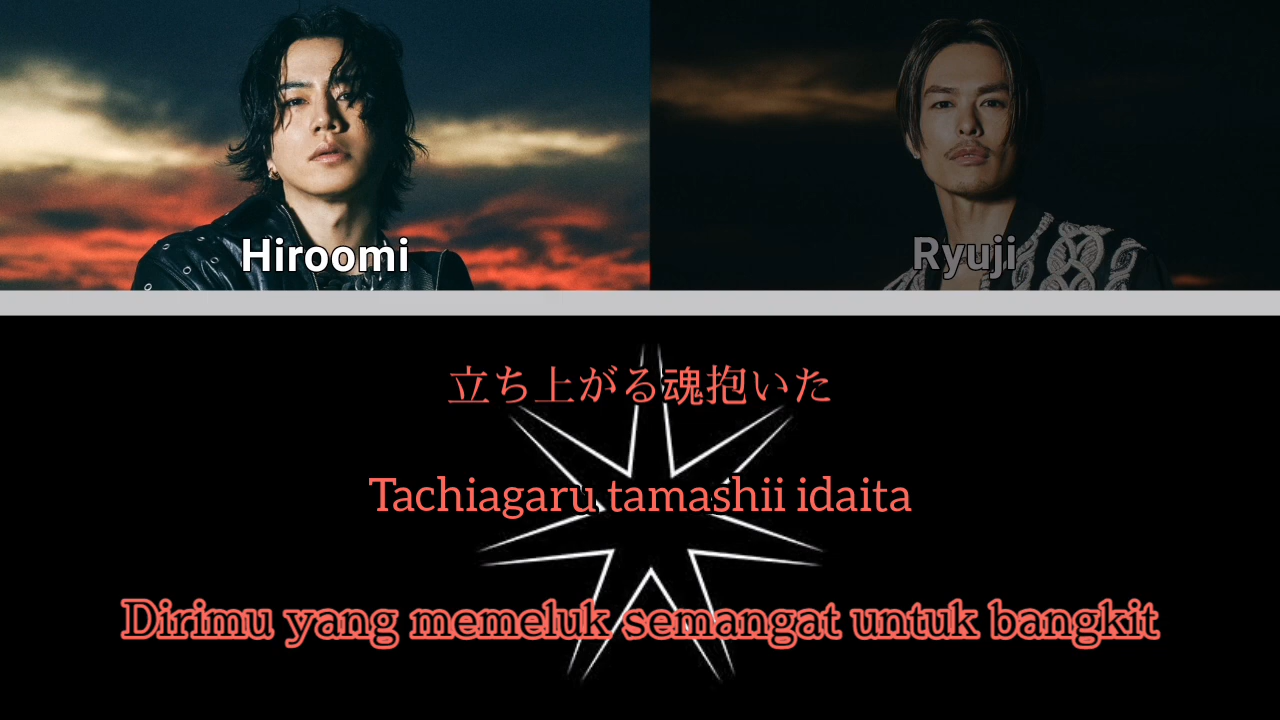 Hiroomi
Ryuji
立ち上がる魂抱いた
Tachiagaru tamashii idaita
Dirimu yang memeluk semangat untuk bangkit